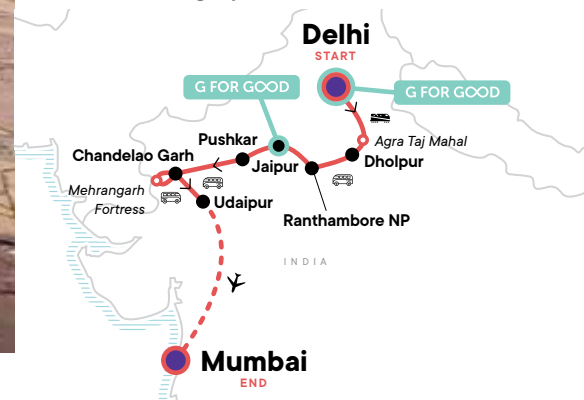 Delhi
START
G FOR GOOD
G FOR GOOD
Agra Taj Mahal
Pushkar
Chandelao Garh
Jaipur
Dholpur
Mehrangarh
Fortress
Udaipur
Ranthambore NP
INDIA
Mumbai
END